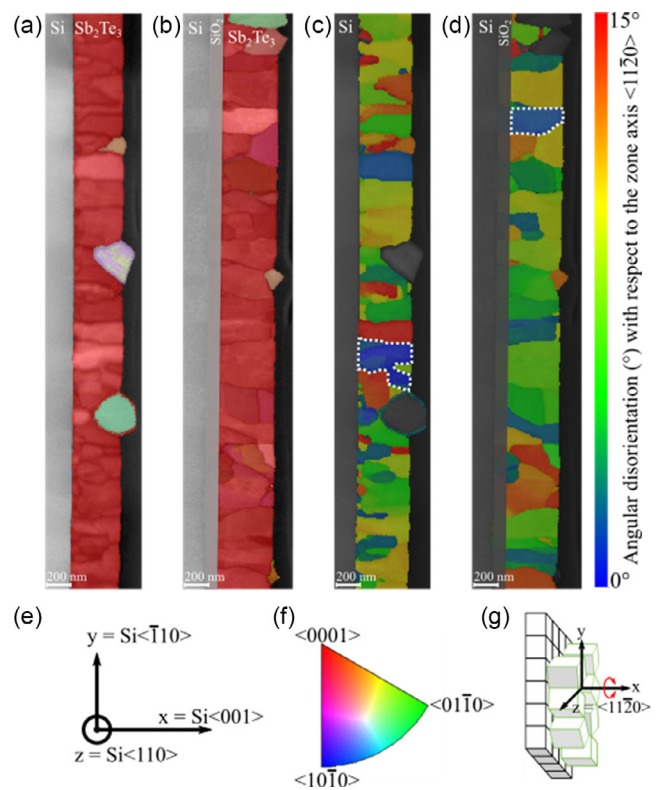 (a) (b) (c) (d)
Si Sb₂Te₃
SiO₂ Sb₂Te₃
Si
SiO₂
200 nm 200 nm 200 nm 200 nm
15°
Angular disorientation (°) with respect to the zone axis <112̅0>
0°
(e) (f) (g)
y = Si<1̅10>
x = Si<001>
z = Si<110>
<0001>
<011̅0>
<101̅0>
y
x
z = <112̅0>